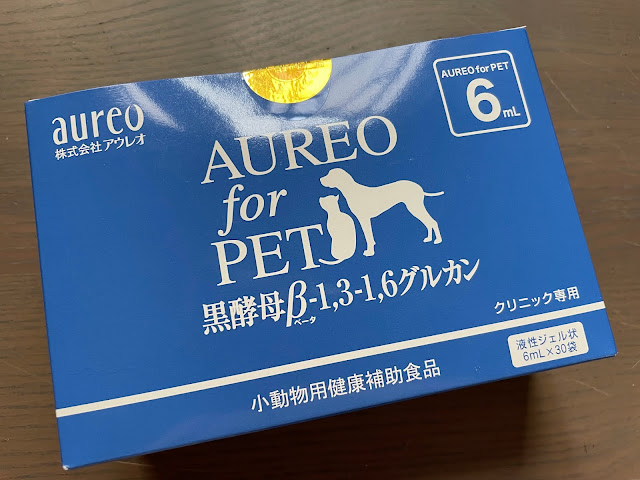 aureo
株式会社 アウレオ
AUREO for PET
6mL
AUREO
for
PET
黒酵母β-1,3-1,6グルカン
ベータ
クリニック専用
液性ジェル状
6mL×30袋
小動物用健康補助食品